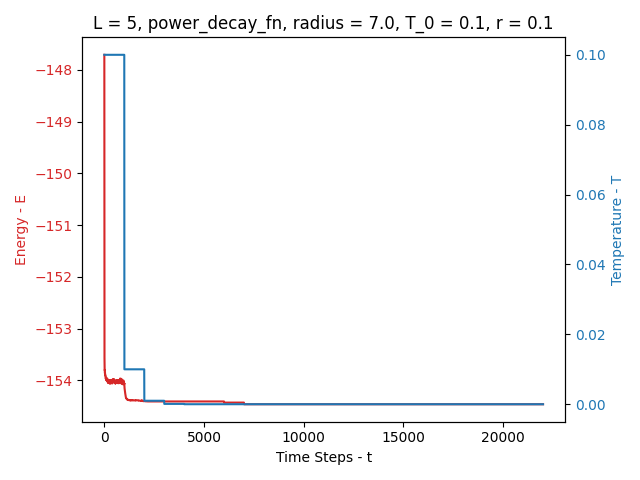 L = 5, power_decay_fn, radius = 7.0, T_0 = 0.1, r = 0.1
Energy - E
−148
−149
−150
−151
−152
−153
−154
0.10
0.08
0.06
0.04
0.02
0.00
Temperature - T
0 5000 10000 15000 20000
Time Steps - t